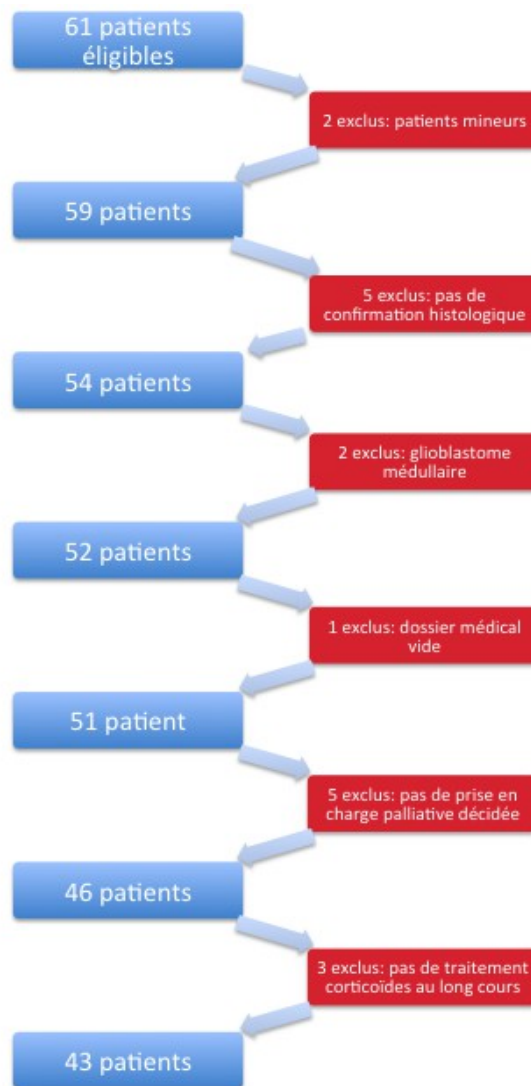 61 patients
éligibles
2 exclus: patients mineurs
59 patients
5 exclus: pas de
confirmation histologique
54 patients
2 exclus: glioblastome
médullaire
52 patients
1 exclus: dossier médical
vide
51 patient
5 exclus: pas de prise en
charge palliative décidée
46 patients
3 exclus: pas de traitement
corticoïdes au long cours
43 patients